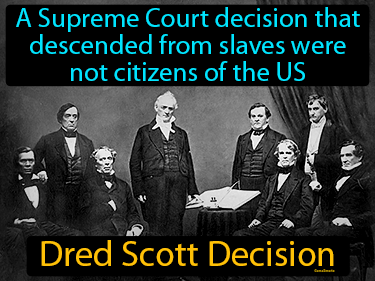 A Supreme Court decision that
descended from slaves were
not citizens of the US
Dred Scott Decision